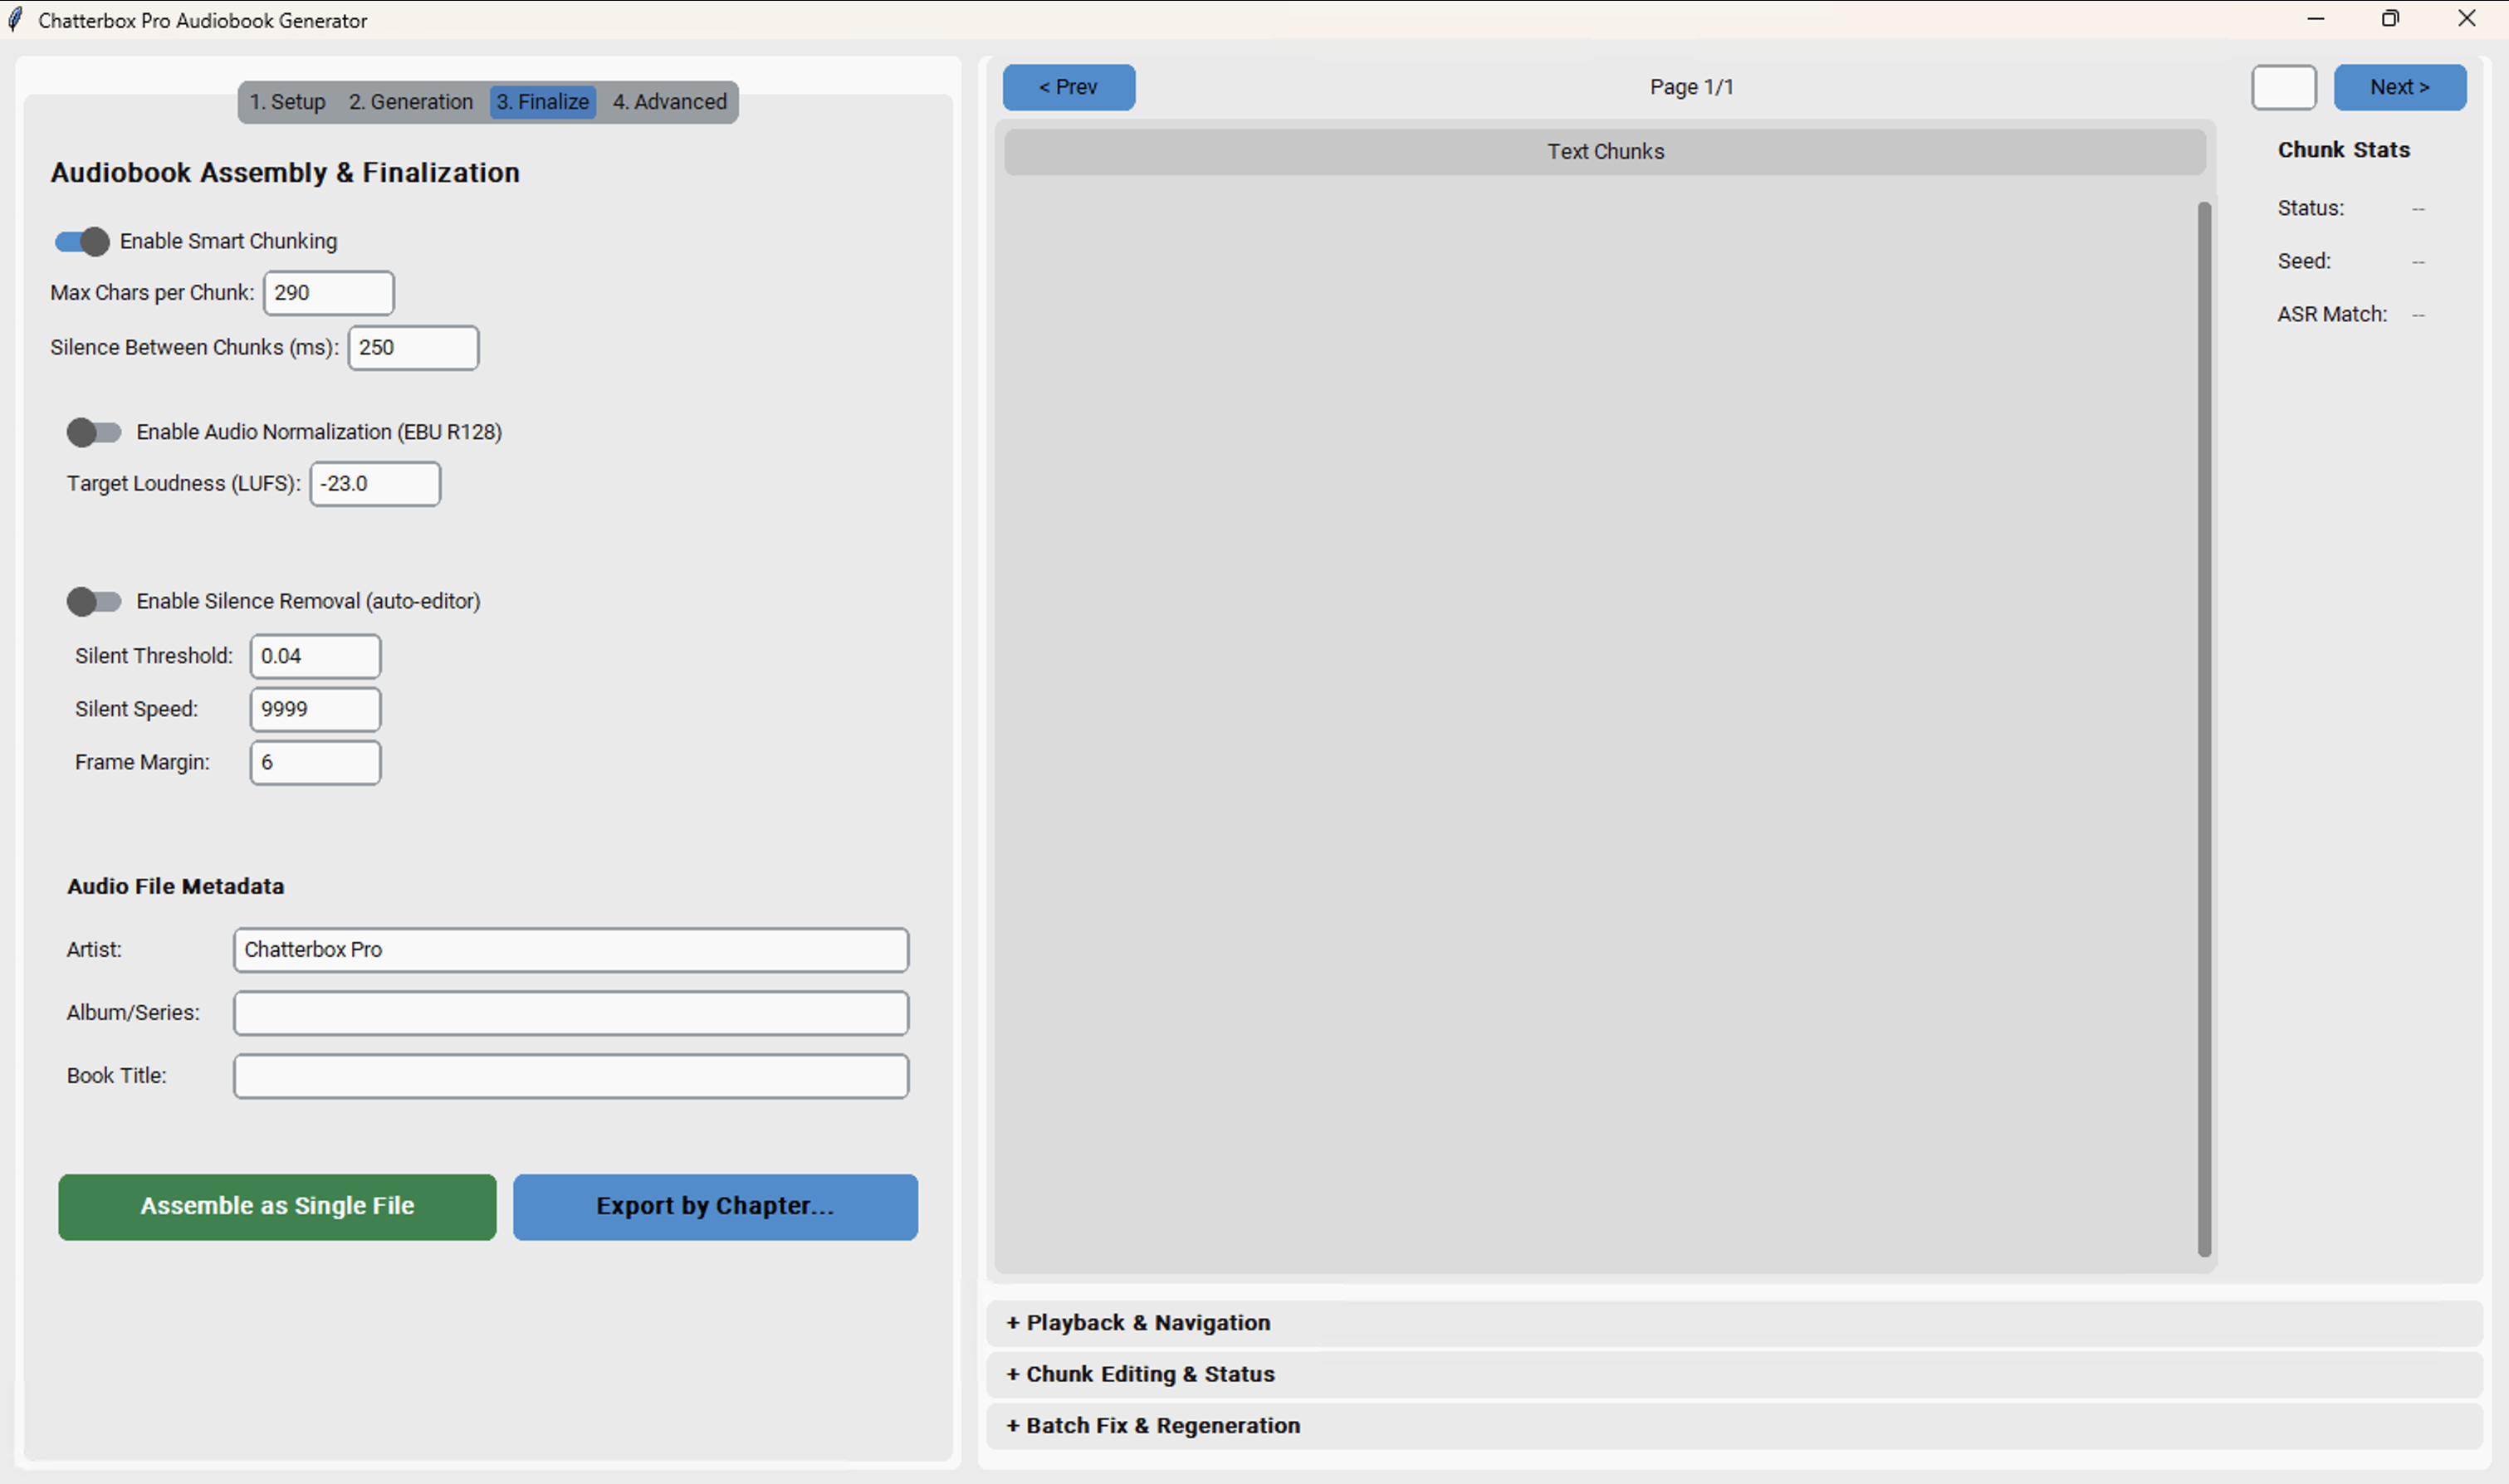 Chatterbox Pro Audiobook Generator
1. Setup 2. Generation 3. Finalize 4. Advanced
Audiobook Assembly & Finalization
Enable Smart Chunking
Max Chars per Chunk: 290
Silence Between Chunks (ms): 250
Enable Audio Normalization (EBU R128)
Target Loudness (LUFS): -23.0
Enable Silence Removal (auto-editor)
Silent Threshold: 0.04
Silent Speed: 9999
Frame Margin: 6
Audio File Metadata
Artist: Chatterbox Pro
Album/Series:
Book Title:
Assemble as Single File Export by Chapter...
< Prev Page 1/1 Next >
Text Chunks
Chunk Stats
Status: --
Seed: --
ASR Match: --
+ Playback & Navigation
+ Chunk Editing & Status
+ Batch Fix & Regeneration